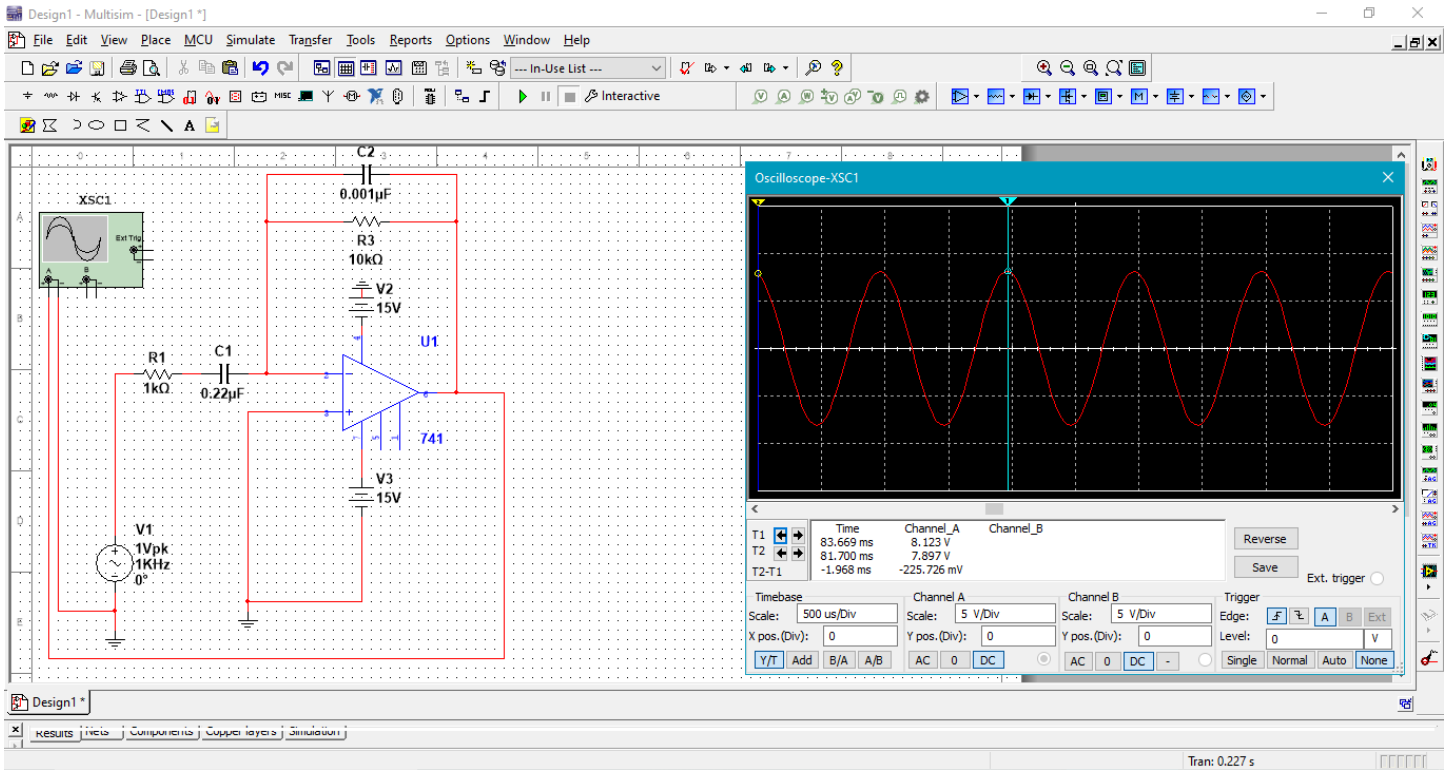 Design1 - Multisim - [Design1 *]
File Edit View Place MCU Simulate Transfer Tools Reports Options Window Help
--- In-Use List ---
MISC Interactive
A
Oscilloscope-XSC1
XSC1
Ext Trig
A B
C2
0.001µF
R3
10kΩ
V2
15V
U1
R1
1kΩ
C1
0.22µF
741
V3
15V
V1
1Vpk
1KHz
0°
Time Channel_A Channel_B
T1 83.669 ms 8.123 V
T2 81.700 ms 7.897 V
T2-T1 -1.968 ms -225.726 mV
Reverse
Save
Ext. trigger
Timebase
Scale: 500 us/Div
X pos.(Div): 0
Y/T Add B/A A/B
Channel A
Scale: 5 V/Div
Y pos.(Div): 0
AC 0 DC
Channel B
Scale: 5 V/Div
Y pos.(Div): 0
AC 0 DC -
Trigger
Edge: A B Ext
Level: 0 V
Single Normal Auto None
Design1 *
Results Nets Components Copper layers Simulation
Tran: 0.227 s